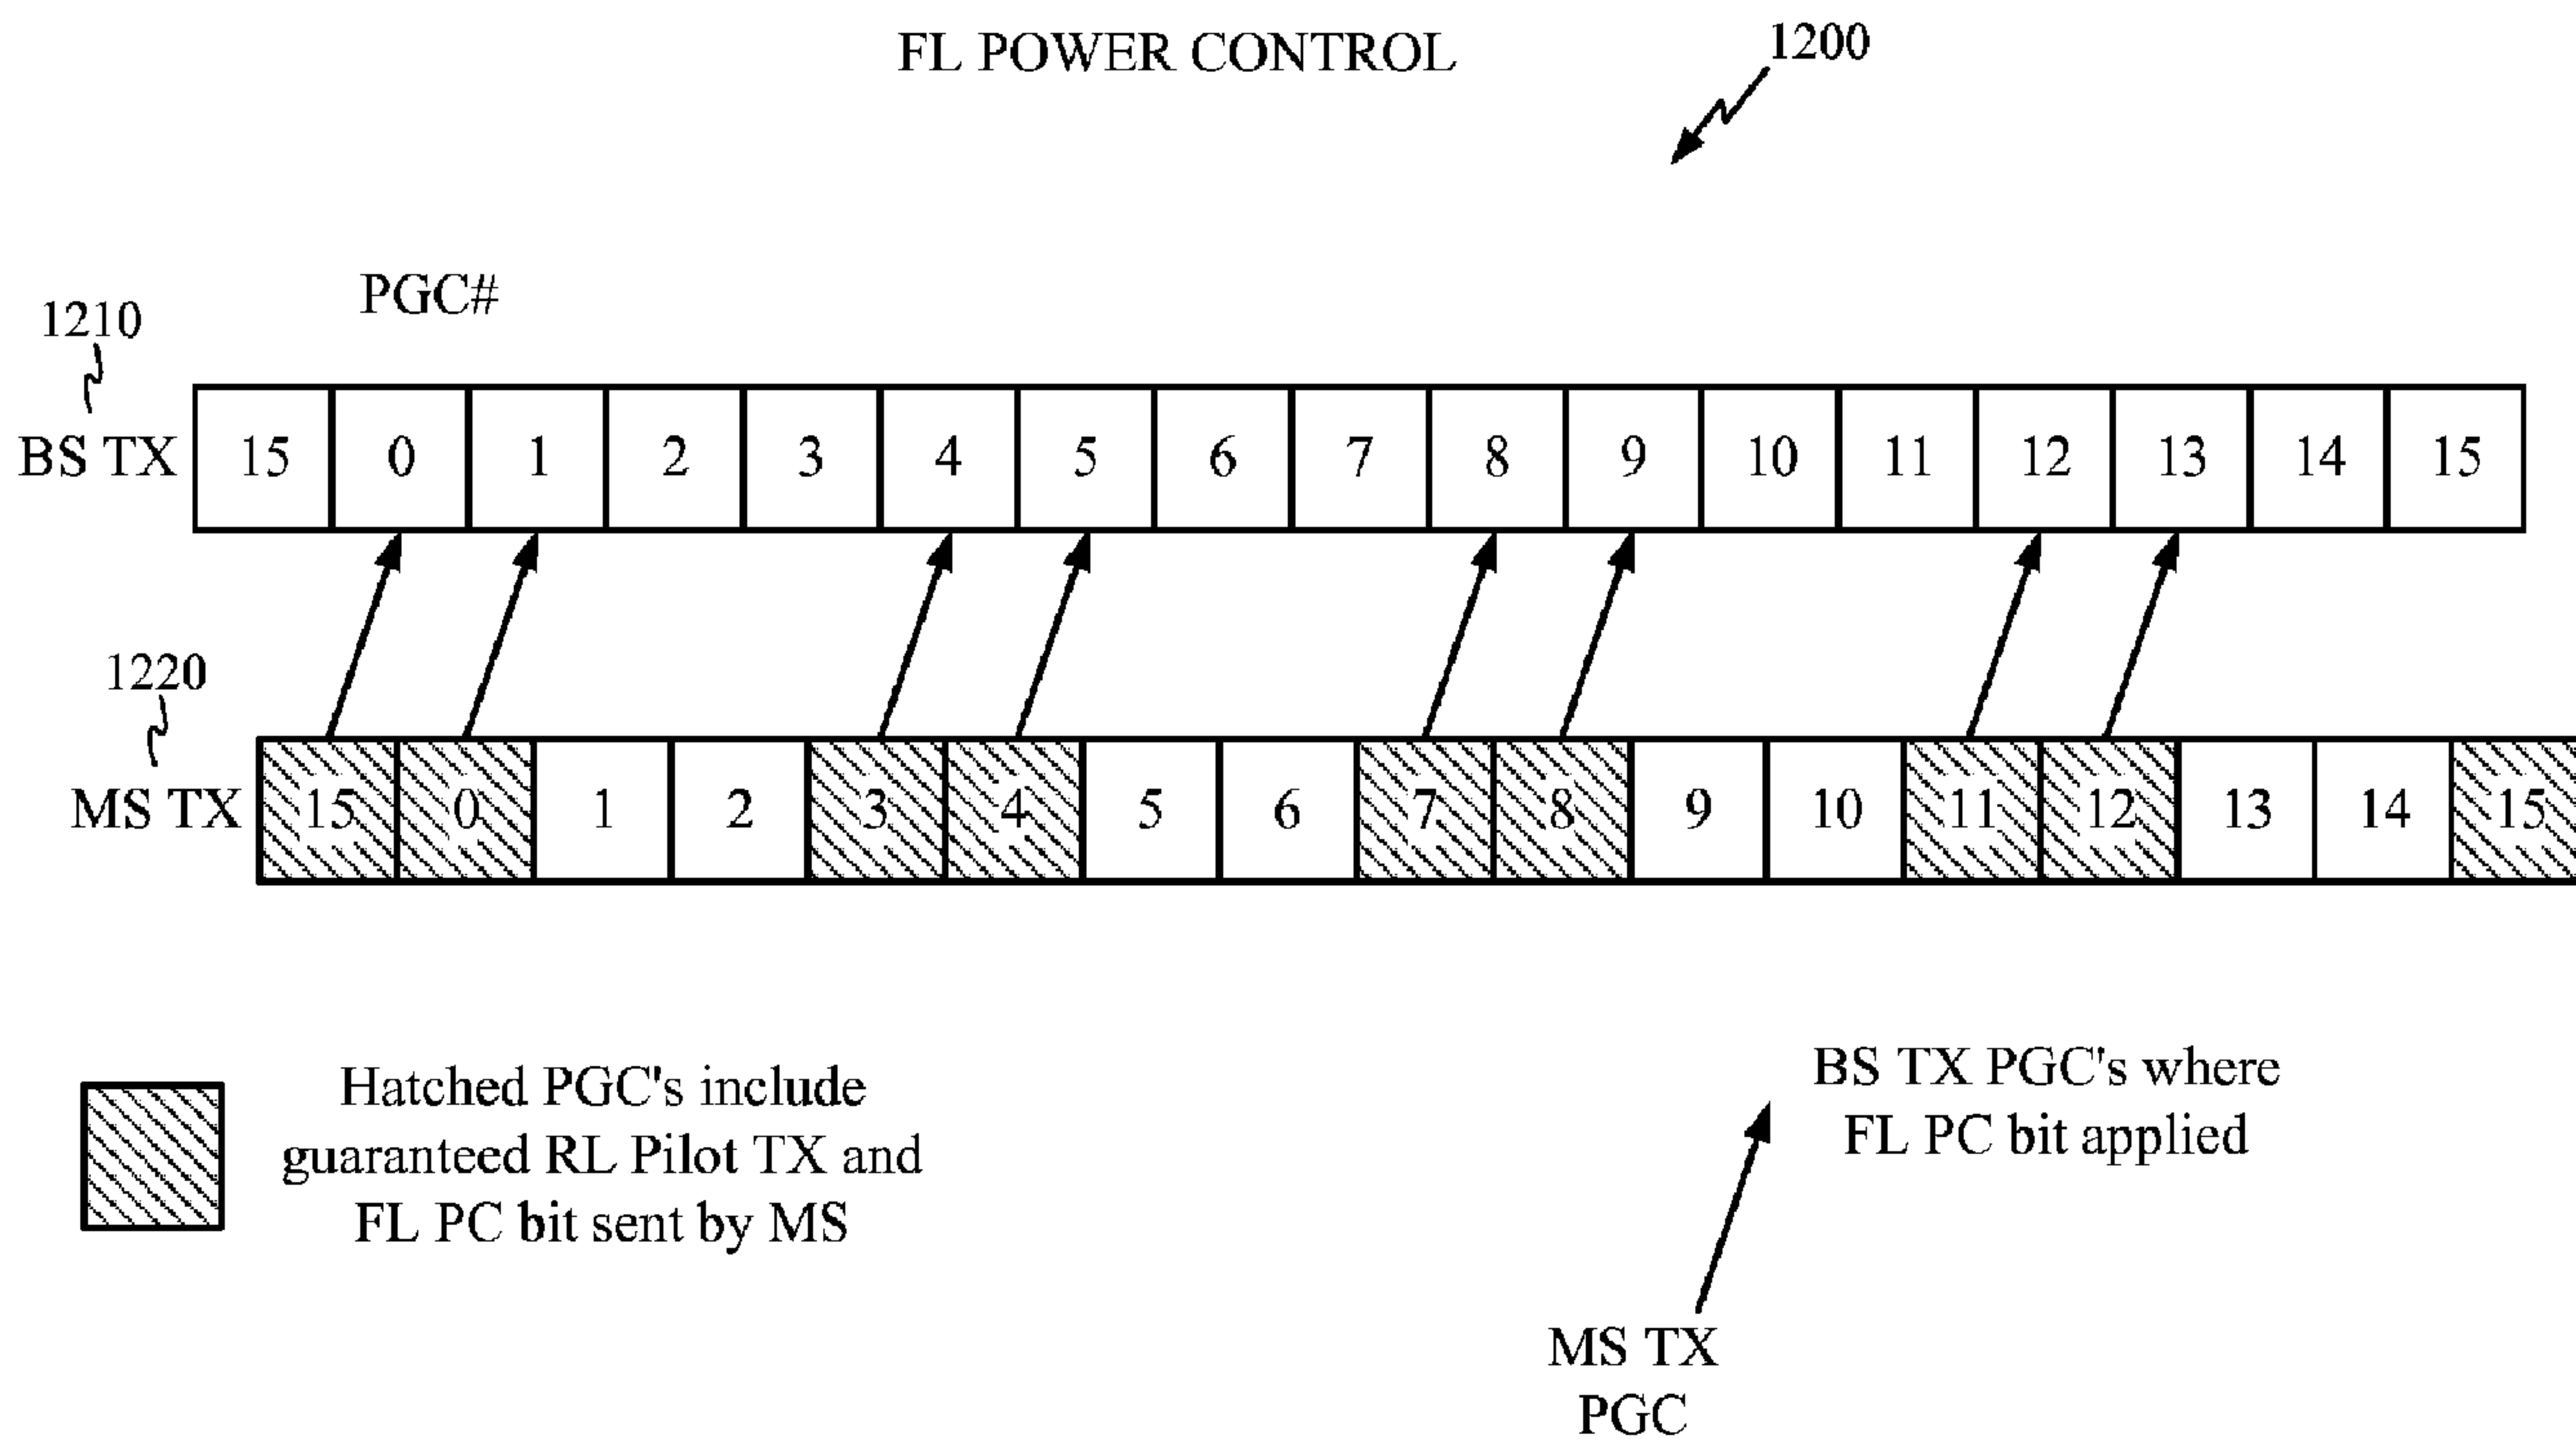 FL POWER CONTROL
1200
PGC#
1210
BS TX 15 0 1 2 3 4 5 6 7 8 9 10 11 12 13 14 15
1220
MS TX 15 0 1 2 3 4 5 6 7 8 9 10 11 12 13 14 15
Hatched PGC's include
guaranteed RL Pilot TX and
FL PC bit sent by MS
BS TX PGC's where
FL PC bit applied
MS TX
PGC